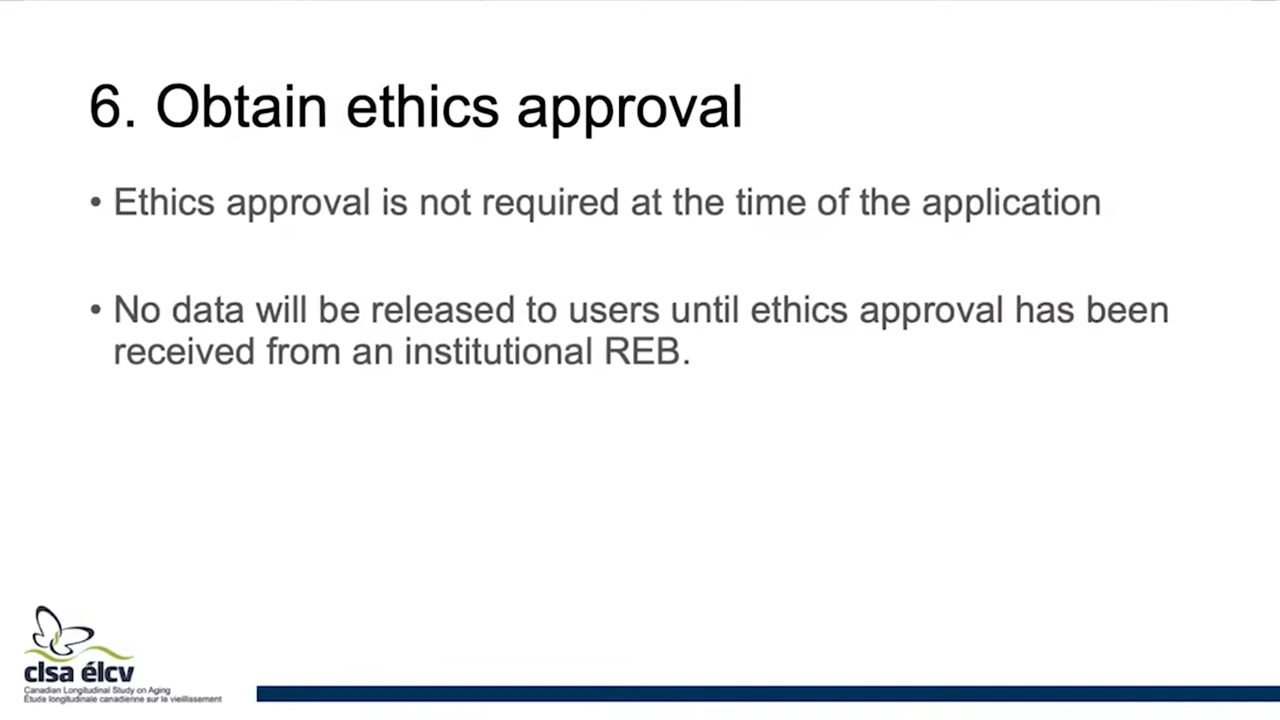 6. Obtain ethics approval
• Ethics approval is not required at the time of the application
• No data will be released to users until ethics approval has been
received from an institutional REB.
clsa élcv
Canadian Longitudinal Study on Aging
Étude longitudinale canadienne sur le vieillissement